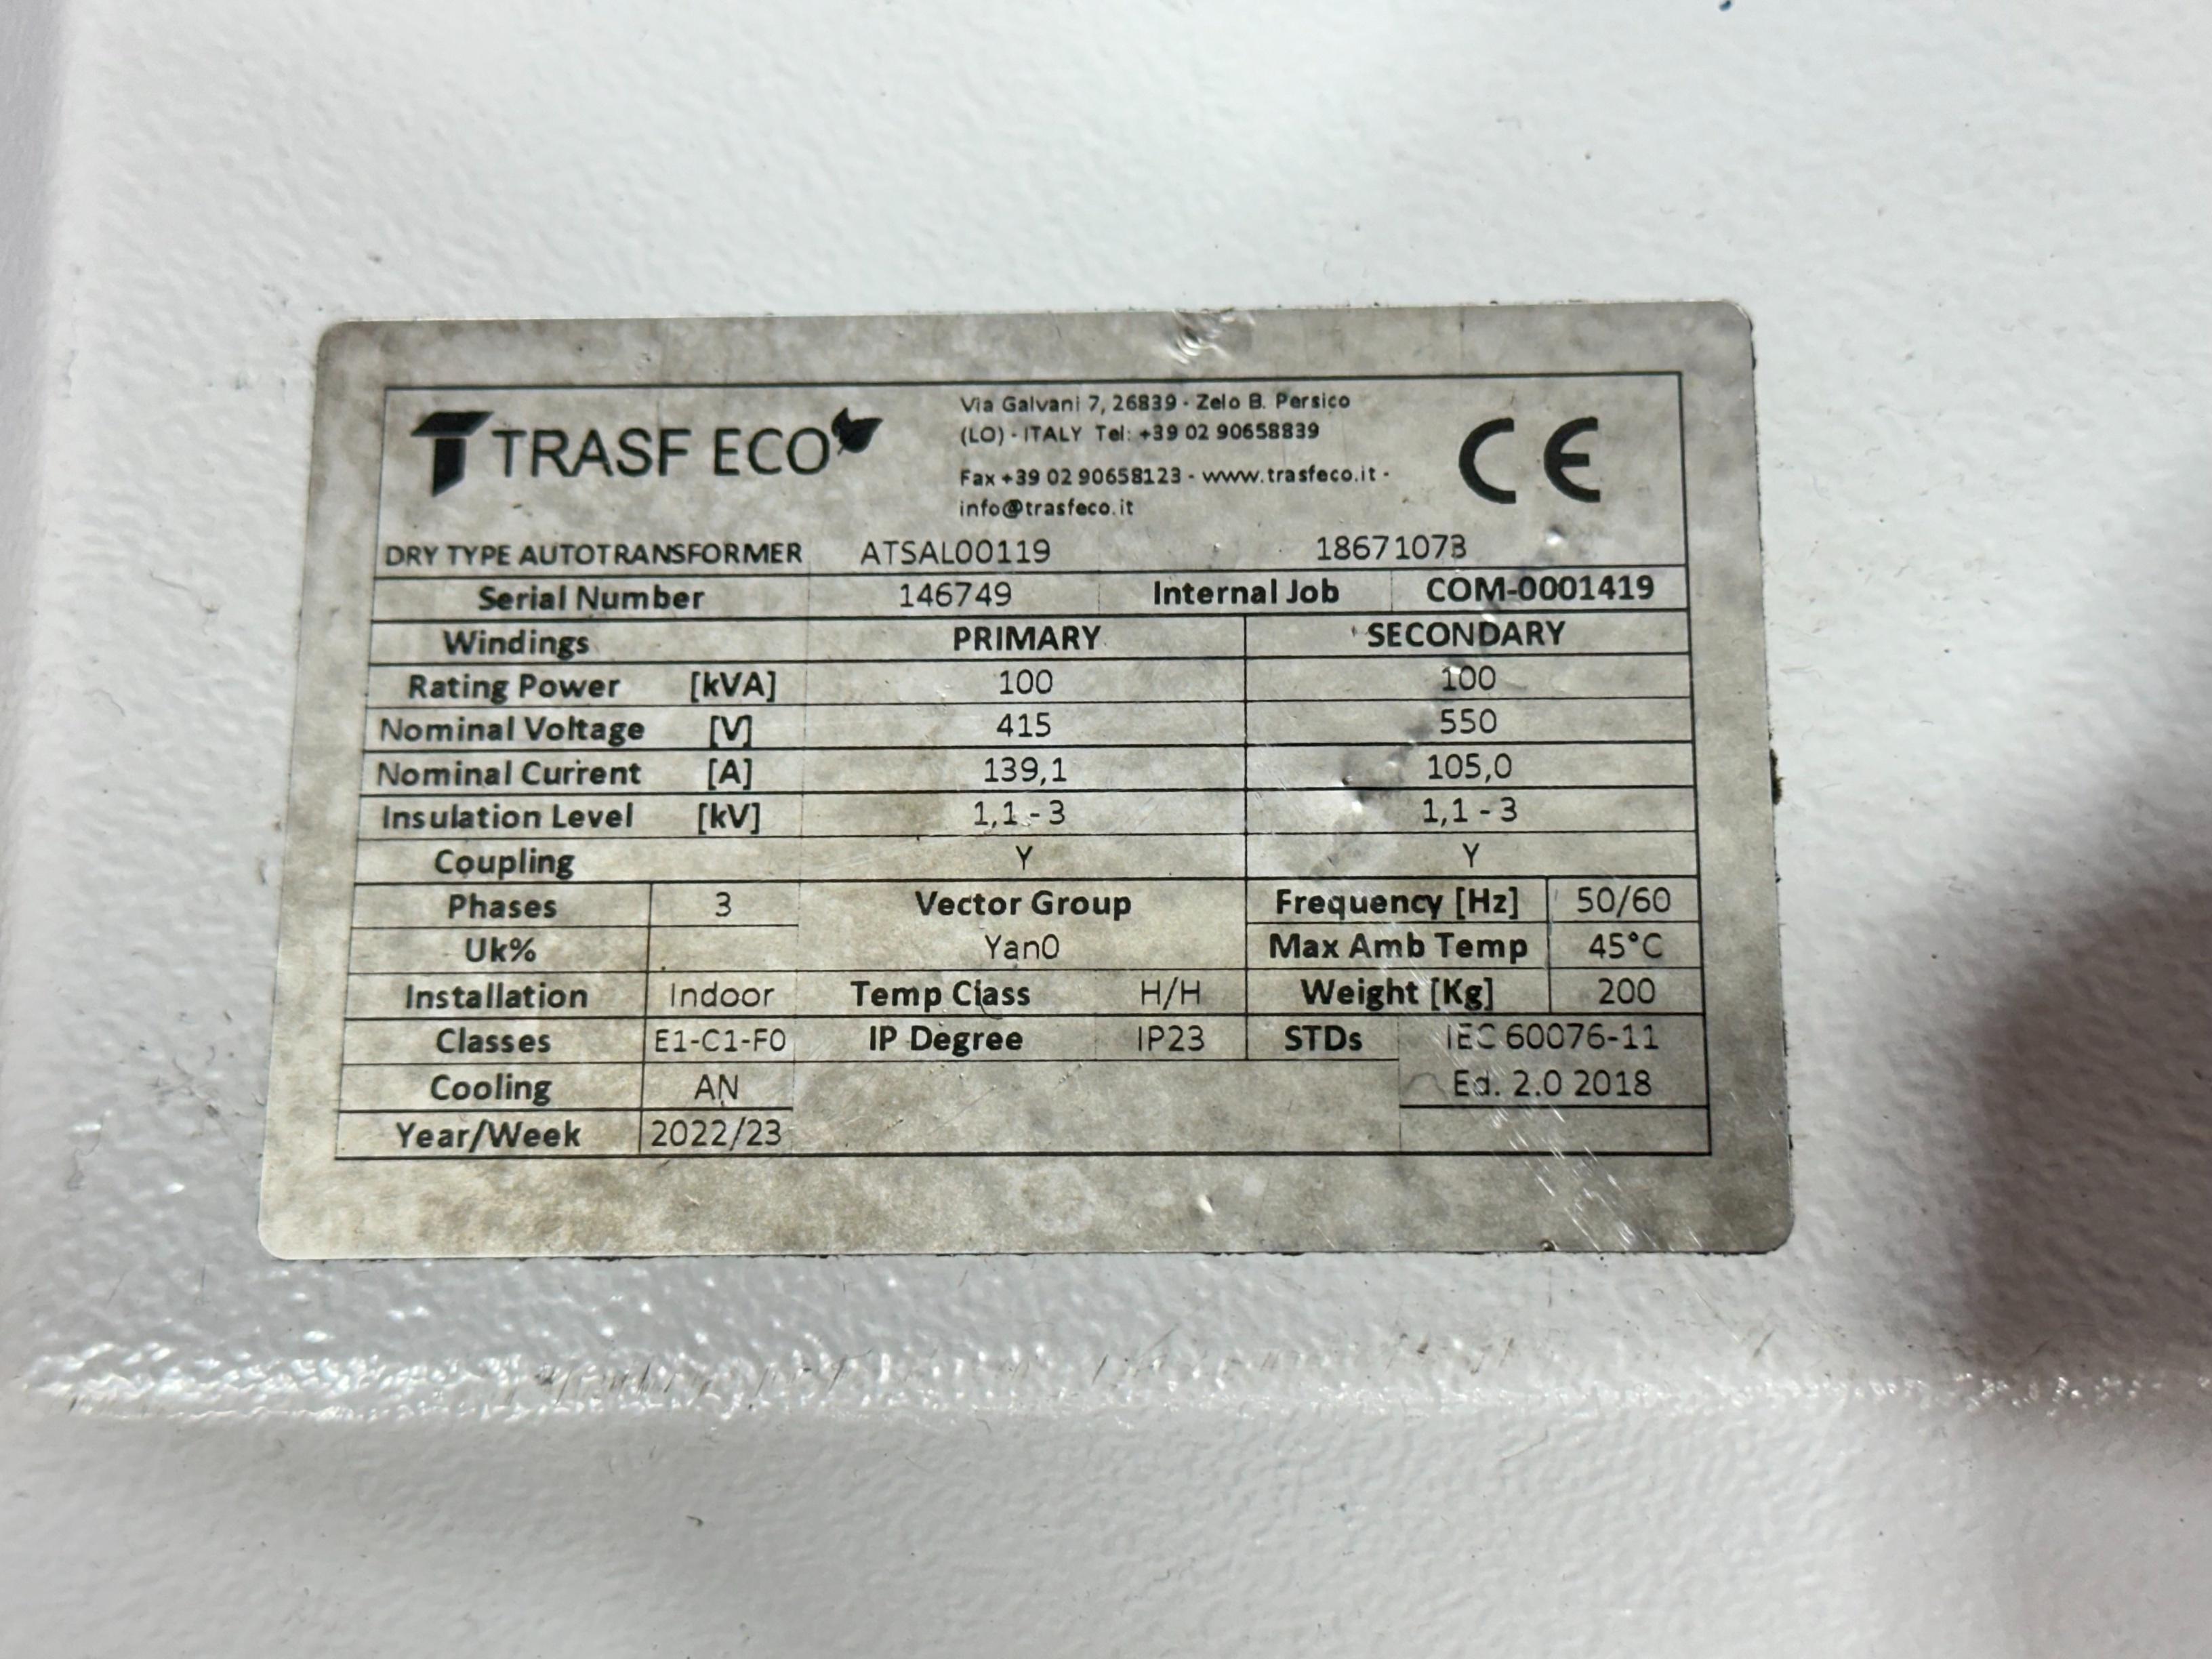 TRASF ECO
Via Galvani 7, 26839 - Zelo B. Persico
(LO) - ITALY Tel: +39 02 90658839
Fax +39 02 90658123 - www.trasfeco.it -
info@trasfeco.it
CE
DRY TYPE AUTOTRANSFORMER ATSAL00119 18671073
Serial Number 146749 Internal Job COM-0001419
Windings PRIMARY SECONDARY
Rating Power [kVA] 100 100
Nominal Voltage [V] 415 550
Nominal Current [A] 139,1 105,0
Insulation Level [kV] 1,1 - 3 1,1 - 3
Coupling Y Y
Phases 3 Vector Group Frequency [Hz] 50/60
Uk% Yan0 Max Amb Temp 45°C
Installation Indoor Temp Class H/H Weight [Kg] 200
Classes E1-C1-F0 IP Degree IP23 STDs IEC 60076-11
Cooling AN Ed. 2.0 2018
Year/Week 2022/23